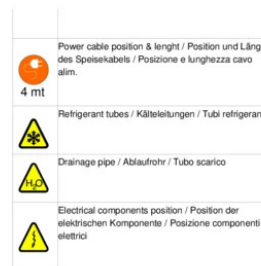 Power cable position & lenght / Position und Läng
des Speisekabels / Posizione e lunghezza cavo
alim.
4 mt
Refrigerant tubes / Kälteleitungen / Tubi refrigeran
Drainage pipe / Ablaufrohr / Tubo scarico
H₂O
Electrical components position / Position der
elektrischen Komponente / Posizione componenti
elettrici